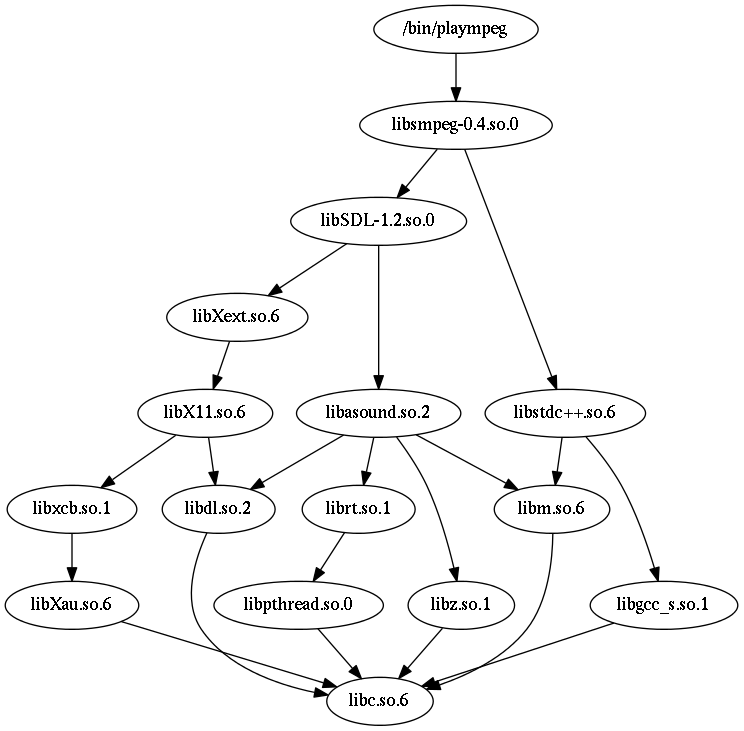 /bin/plaympeg
libsmpeg-0.4.so.0
libSDL-1.2.so.0
libXext.so.6
libX11.so.6
libasound.so.2
libstdc++.so.6
libxcb.so.1
libdl.so.2
librt.so.1
libm.so.6
libXau.so.6
libpthread.so.0
libz.so.1
libgcc_s.so.1
libc.so.6